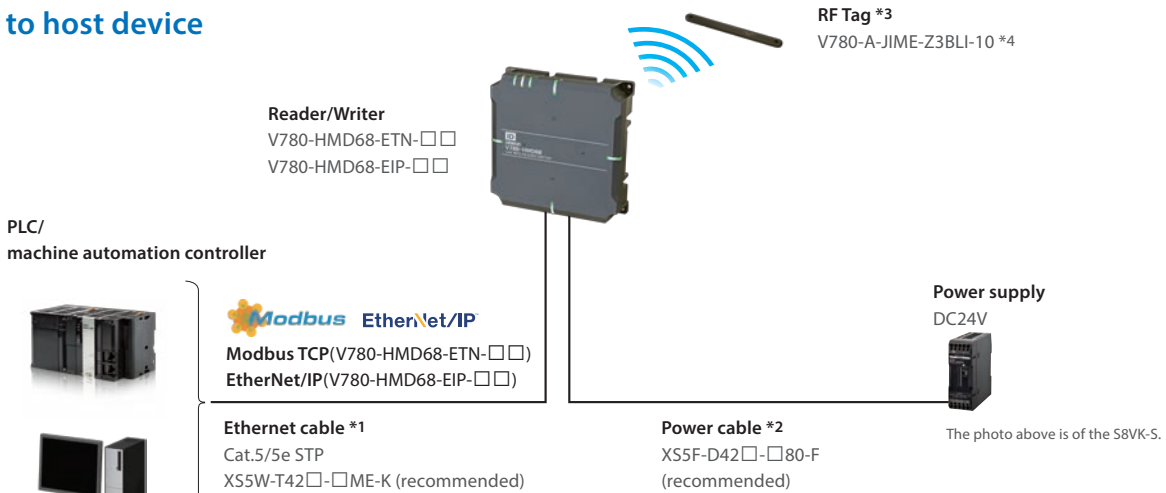 to host device
RF Tag *3
V780-A-JIME-Z3BLI-10 *4
Reader/Writer
V780-HMD68-ETN-□□
V780-HMD68-EIP-□□
PLC/
machine automation controller
Modbus EtherNet/IP
Modbus TCP(V780-HMD68-ETN-□□)
EtherNet/IP(V780-HMD68-EIP-□□)
Power supply
DC24V
The photo above is of the S8VK-S.
Ethernet cable *1
Cat.5/5e STP
XS5W-T42□-□ME-K (recommended)
Power cable *2
XS5F-D42□-□80-F
(recommended)